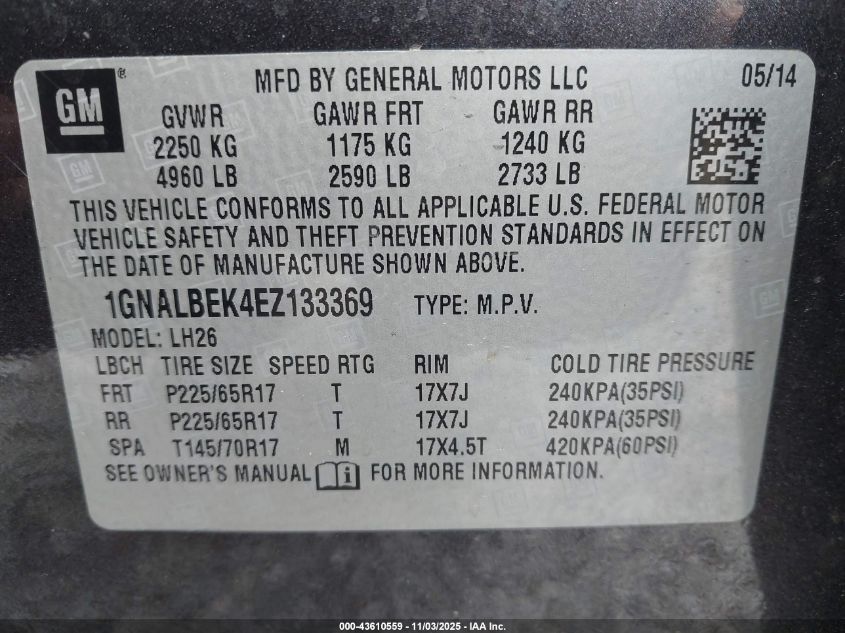 GM ® MFD BY GENERAL MOTORS LLC 05/14
GVWR GAWR FRT GAWR RR
2250 KG 1175 KG 1240 KG
4960 LB 2590 LB 2733 LB
THIS VEHICLE CONFORMS TO ALL APPLICABLE U.S. FEDERAL MOTOR
VEHICLE SAFETY AND THEFT PREVENTION STANDARDS IN EFFECT ON
THE DATE OF MANUFACTURE SHOWN ABOVE.
1GNALBEK4EZ133369 TYPE: M.P.V.
MODEL: LH26
LBCH TIRE SIZE SPEED RTG RIM COLD TIRE PRESSURE
FRT P225/65R17 T 17X7J 240KPA(35PSI)
RR P225/65R17 T 17X7J 240KPA(35PSI)
SPA T145/70R17 M 17X4.5T 420KPA(60PSI)
SEE OWNER'S MANUAL i FOR MORE INFORMATION.
000-43610559 - 11/03/2025 - IAA Inc.